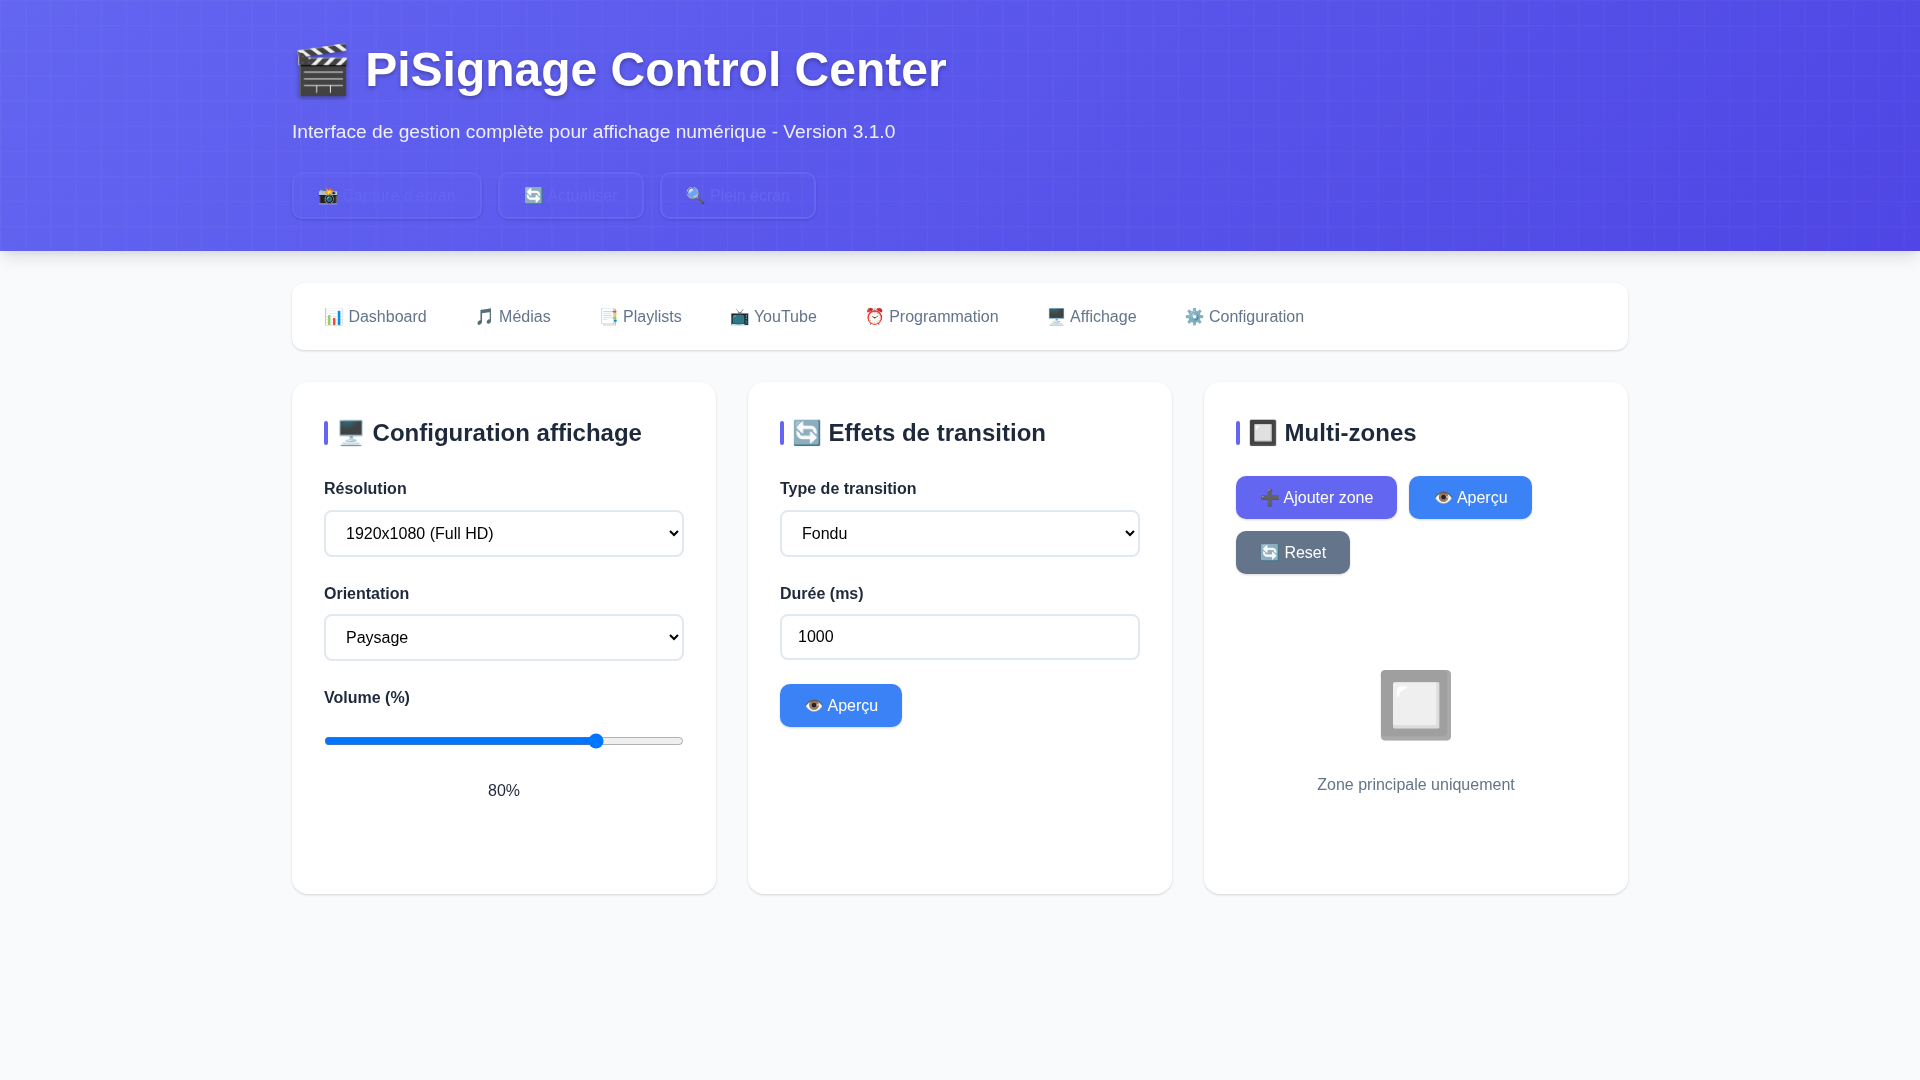 🎬 PiSignage Control Center
Interface de gestion complète pour affichage numérique - Version 3.1.0
📸 Capture d'écran 🔄 Actualiser 🔍 Plein écran
📊 Dashboard 🎵 Médias 📑 Playlists 📺 YouTube ⏰ Programmation 🖥️ Affichage ⚙️ Configuration
🖥️ Configuration affichage
Résolution
1920x1080 (Full HD)
Orientation
Paysage
Volume (%)
80%
🔄 Effets de transition
Type de transition
Fondu
Durée (ms)
1000
👁️ Aperçu
🔲 Multi-zones
➕ Ajouter zone 👁️ Aperçu
🔄 Reset
🔲
Zone principale uniquement